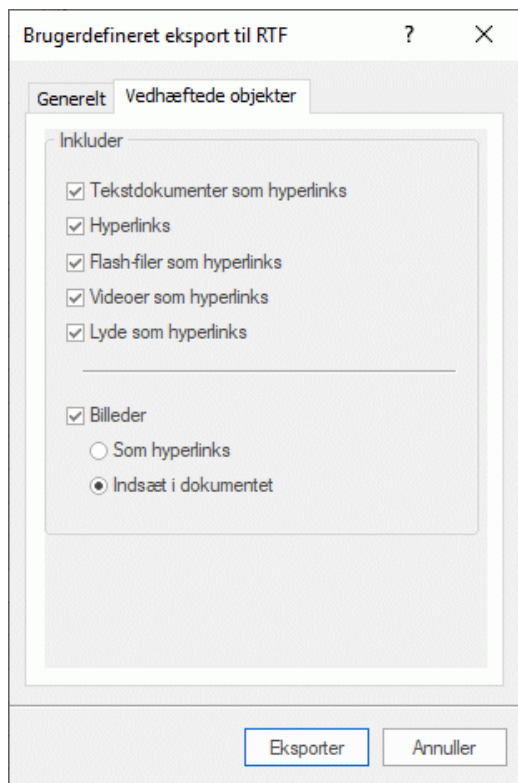 Brugerdefineret eksport til RTF ?
Generelt Vedhæftede objekter
Inkluder
Tekstdokumenter som hyperlinks
Hyperlinks
Flash-filer som hyperlinks
Videoer som hyperlinks
Lyde som hyperlinks
Billeder
Som hyperlinks
Indsæt i dokumentet
Eksporter Annuller